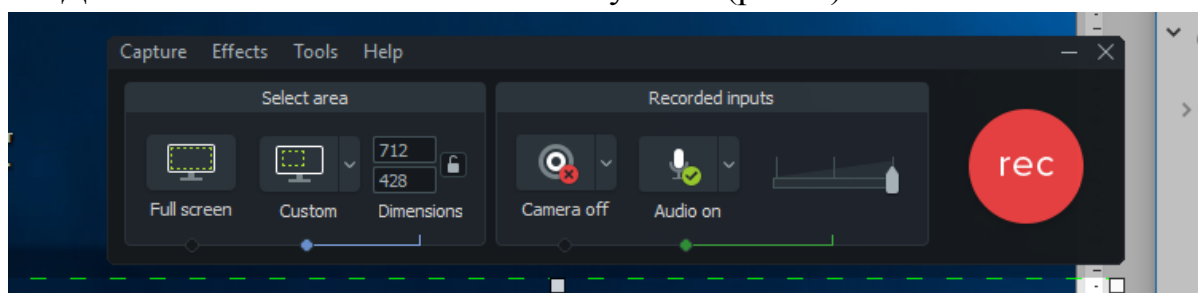 Capture Effects Tools Help
Select area
Recorded inputs
712
428
rec
Full screen Custom Dimensions
Camera off Audio on